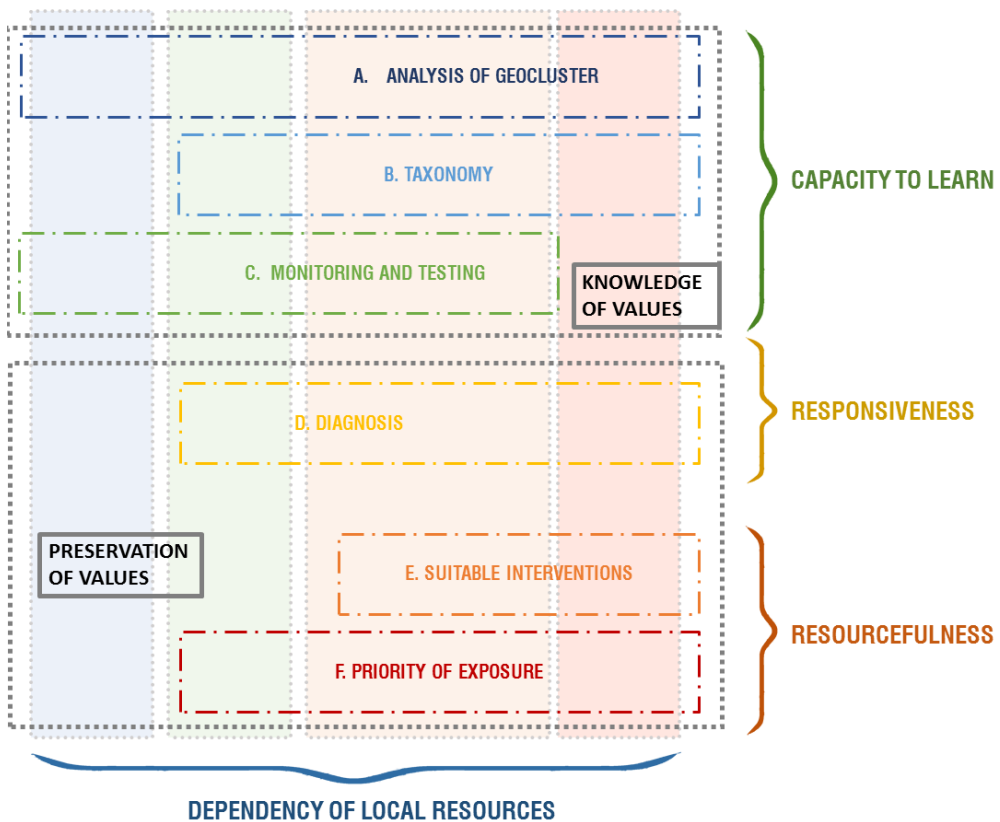 A. ANALYSIS OF GEOCLUSTER
B. TAXONOMY
CAPACITY TO LEARN
C. MONITORING AND TESTING
KNOWLEDGE
OF VALUES
D. DIAGNOSIS
RESPONSIVENESS
PRESERVATION
OF VALUES
E. SUITABLE INTERVENTIONS
RESOURCEFULNESS
F. PRIORITY OF EXPOSURE
DEPENDENCY OF LOCAL RESOURCES